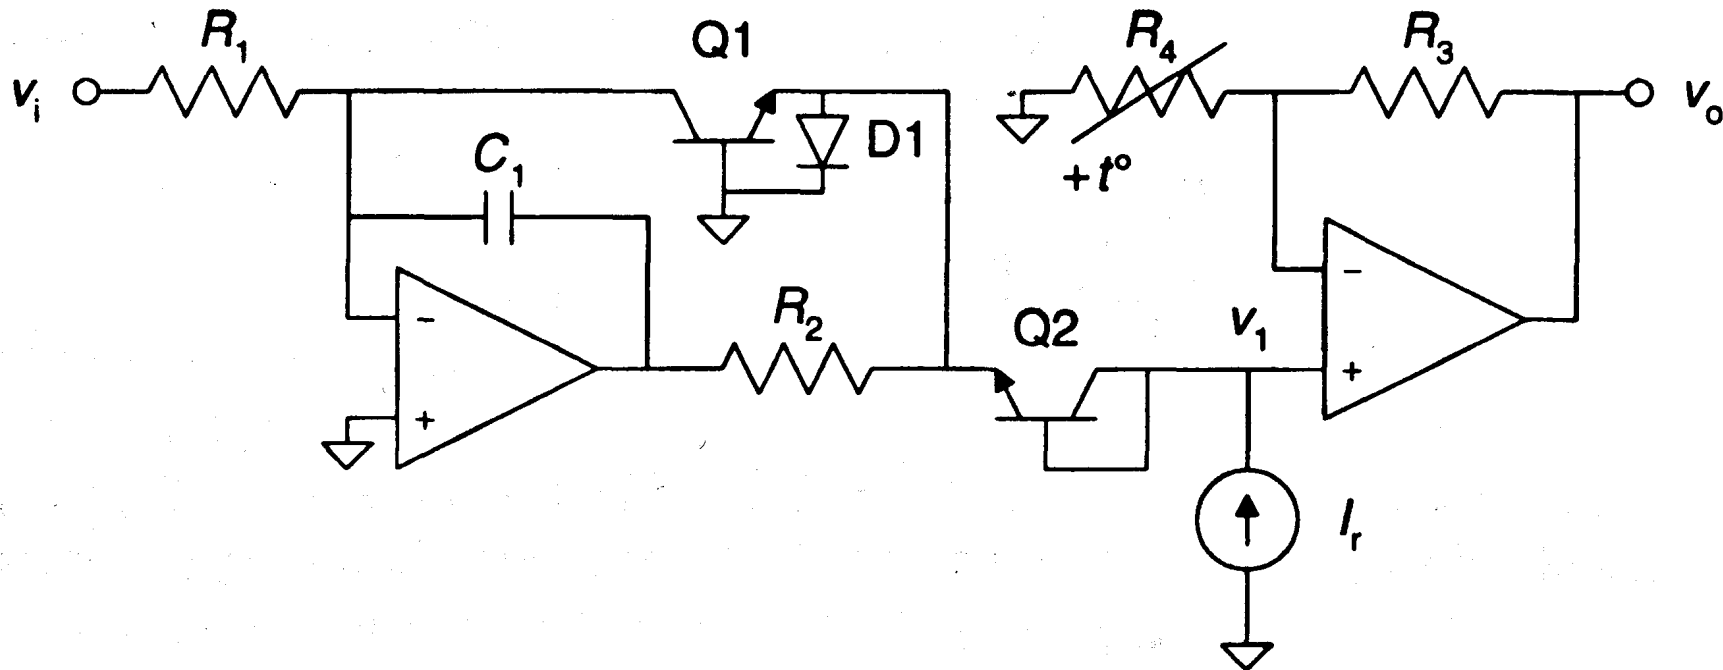 R₁
Q1
R₄
R₃
vᵢ
D1
vₒ
C₁
+t°
R₂
Q2
v₁
−
+
−
+
Iᵣ